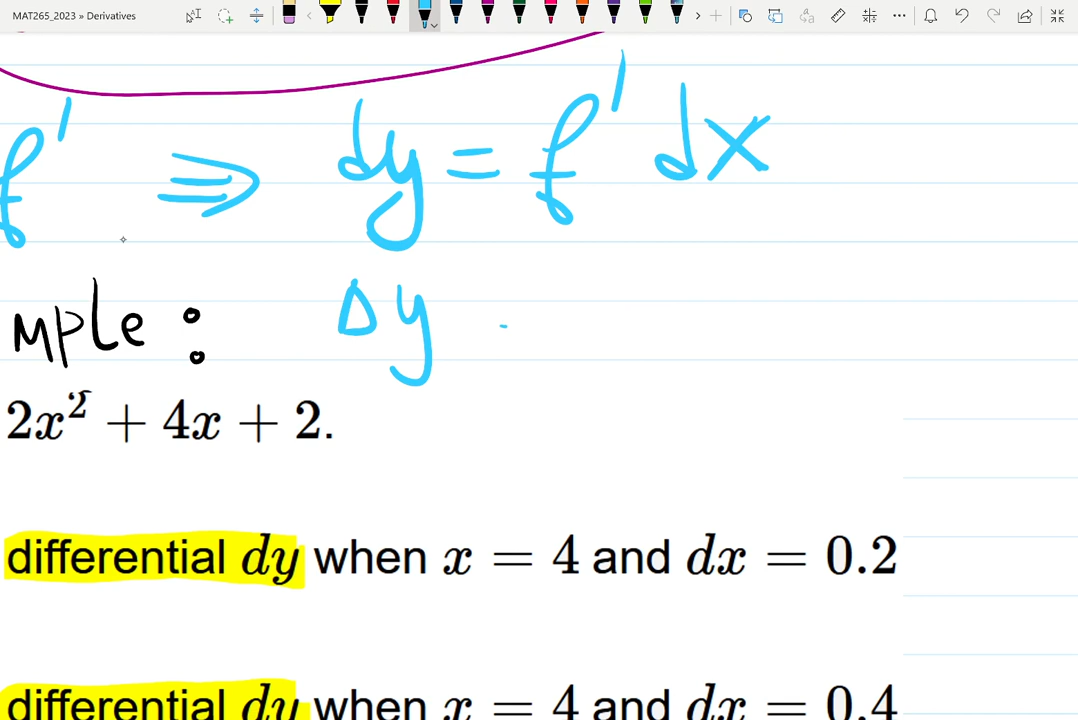 MAT265_2023 » Derivatives
f' ⇒ dy = f' dx
mple : Δy -
2x² + 4x + 2.
differential dy when x = 4 and dx = 0.2
differential dy when x = 4 and dx = 0.4